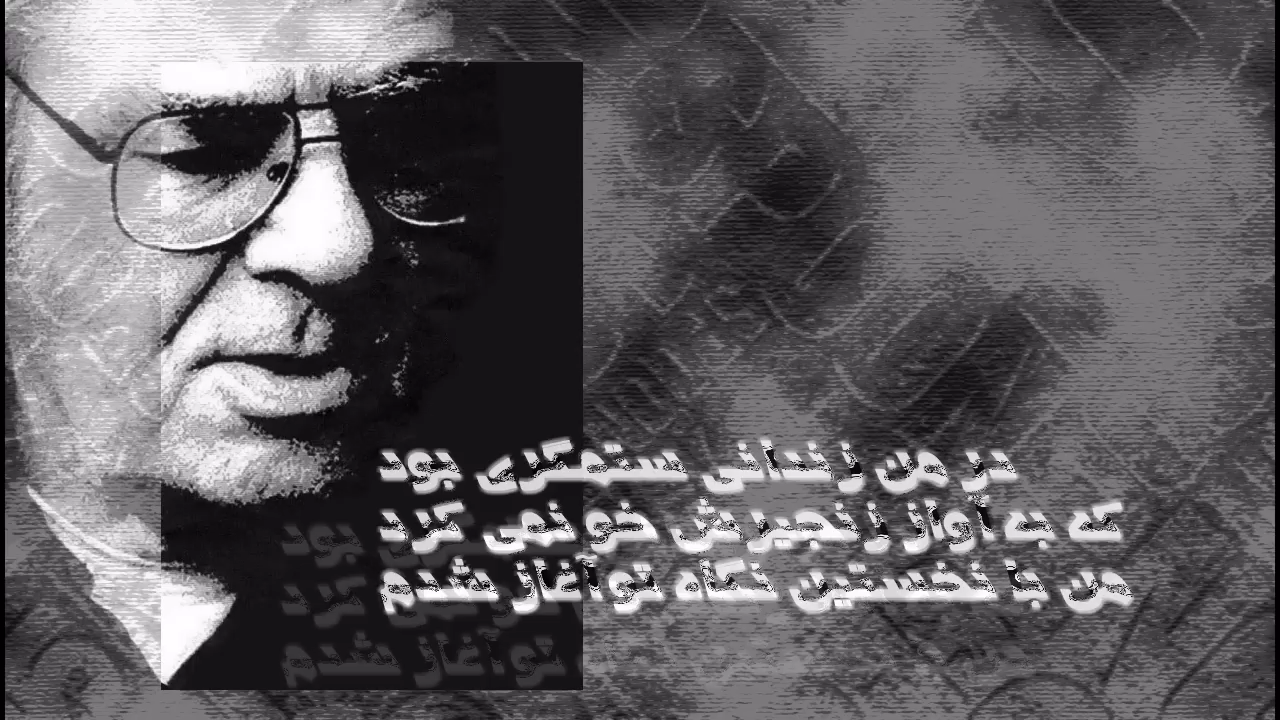 در من زندانی ستمگری بود
که به آواز زنجیرش خو نمی کرد
من با نخستین نگاه تو آغاز شدم